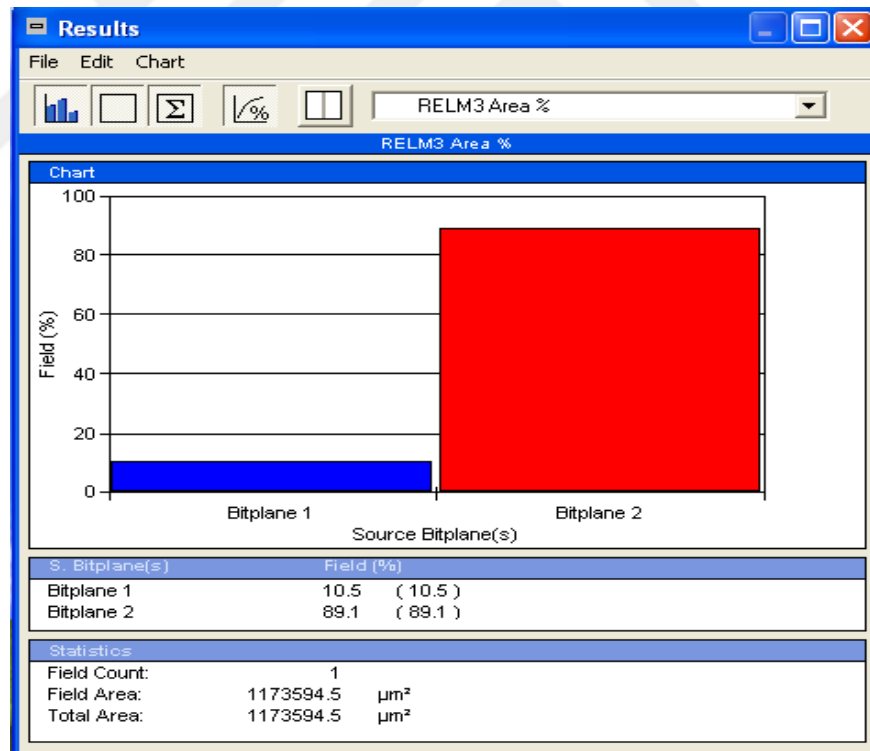 Results
File Edit Chart
Σ % RELM3 Area %
RELM3 Area %
Chart
100
80
60
40
20
0
Field (%)
Bitplane 1 Bitplane 2
Source Bitplane(s)
S. Bitplane(s) Field (%)
Bitplane 1 10.5 ( 10.5 )
Bitplane 2 89.1 ( 89.1 )
Statistics
Field Count: 1
Field Area: 1173594.5 µm²
Total Area: 1173594.5 µm²